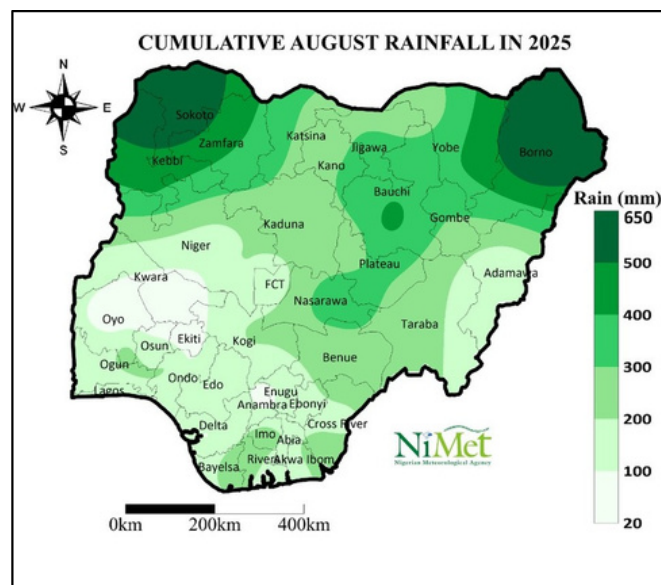 CUMULATIVE AUGUST RAINFALL IN 2025
N
W E
S
Sokoto
Zamfara
Kebbi
Katsina
Kano
Jigawa
Yobe
Borno
Bauchi
Gombe
Kaduna
Niger
Plateau
Adamawa
Kwara
FCT
Nasarawa
Taraba
Oyo
Osun
Ekiti
Kogi
Benue
Ogun
Ondo
Edo
Lagos
Enugu
Anambra
Ebonyi
Cross River
Delta
Imo
Abia
Bayelsa
Rivers
Akwa Ibom
Rain (mm)
650
500
400
300
200
100
20
NiMet
Nigerian Meteorological Agency
0km 200km 400km